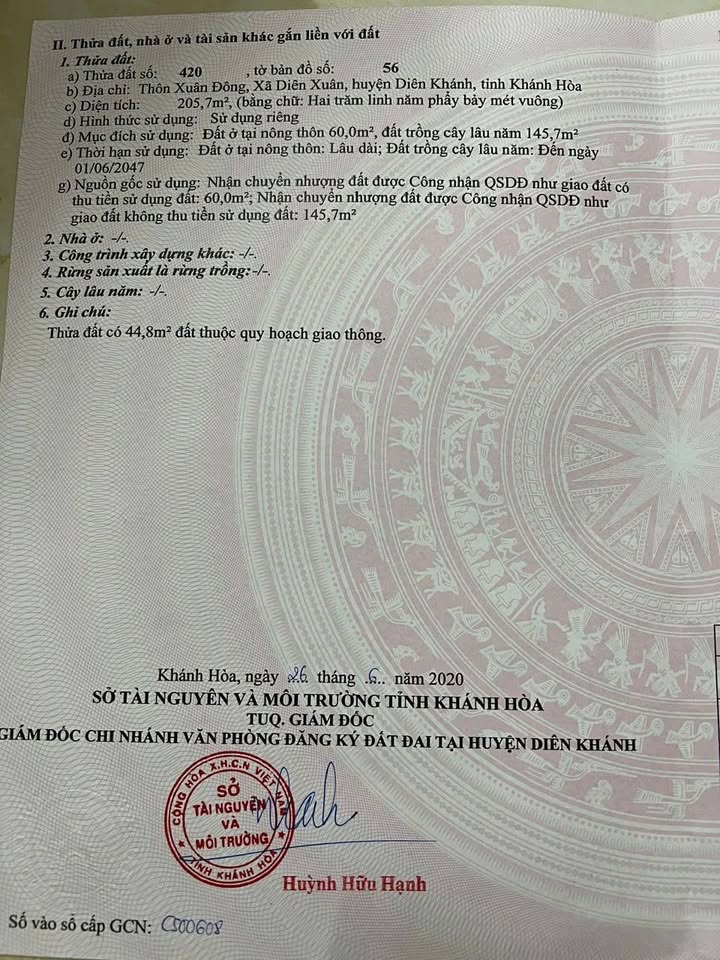 II. Thửa đất, nhà ở và tài sản khác gắn liền với đất
1. Thửa đất:
a) Thửa đất số: 420 , tờ bản đồ số: 56
b) Địa chỉ: Thôn Xuân Đông, Xã Diên Xuân, huyện Diên Khánh, tỉnh Khánh Hòa
c) Diện tích: 205,7m², (bằng chữ: Hai trăm linh năm phẩy bảy mét vuông)
d) Hình thức sử dụng: Sử dụng riêng
đ) Mục đích sử dụng: Đất ở tại nông thôn 60,0m², đất trồng cây lâu năm 145,7m²
e) Thời hạn sử dụng: Đất ở tại nông thôn: Lâu dài; Đất trồng cây lâu năm: Đến ngày
01/06/2047
g) Nguồn gốc sử dụng: Nhận chuyển nhượng đất được Công nhận QSDĐ như giao đất có
thu tiền sử dụng đất: 60,0m²; Nhận chuyển nhượng đất được Công nhận QSDĐ như
giao đất không thu tiền sử dụng đất: 145,7m²
2. Nhà ở: -/-.
3. Công trình xây dựng khác: -/-.
4. Rừng sản xuất là rừng trồng:-/-.
5. Cây lâu năm: -/-.
6. Ghi chú:
Thửa đất có 44,8m² đất thuộc quy hoạch giao thông.
Khánh Hòa, ngày 26 tháng .6.. năm 2020
SỞ TÀI NGUYÊN VÀ MÔI TRƯỜNG TỈNH KHÁNH HÒA
TUQ. GIÁM ĐỐC
GIÁM ĐỐC CHI NHÁNH VĂN PHÒNG ĐĂNG KÝ ĐẤT ĐAI TẠI HUYỆN DIÊN KHÁNH
CỘNG HÒA X.H.C.N VIỆT NAM
SỞ
TÀI NGUYÊN
VÀ
MÔI TRƯỜNG
TỈNH KHÁNH HÒA
Huỳnh Hữu Hạnh
Số vào sổ cấp GCN: CS00608